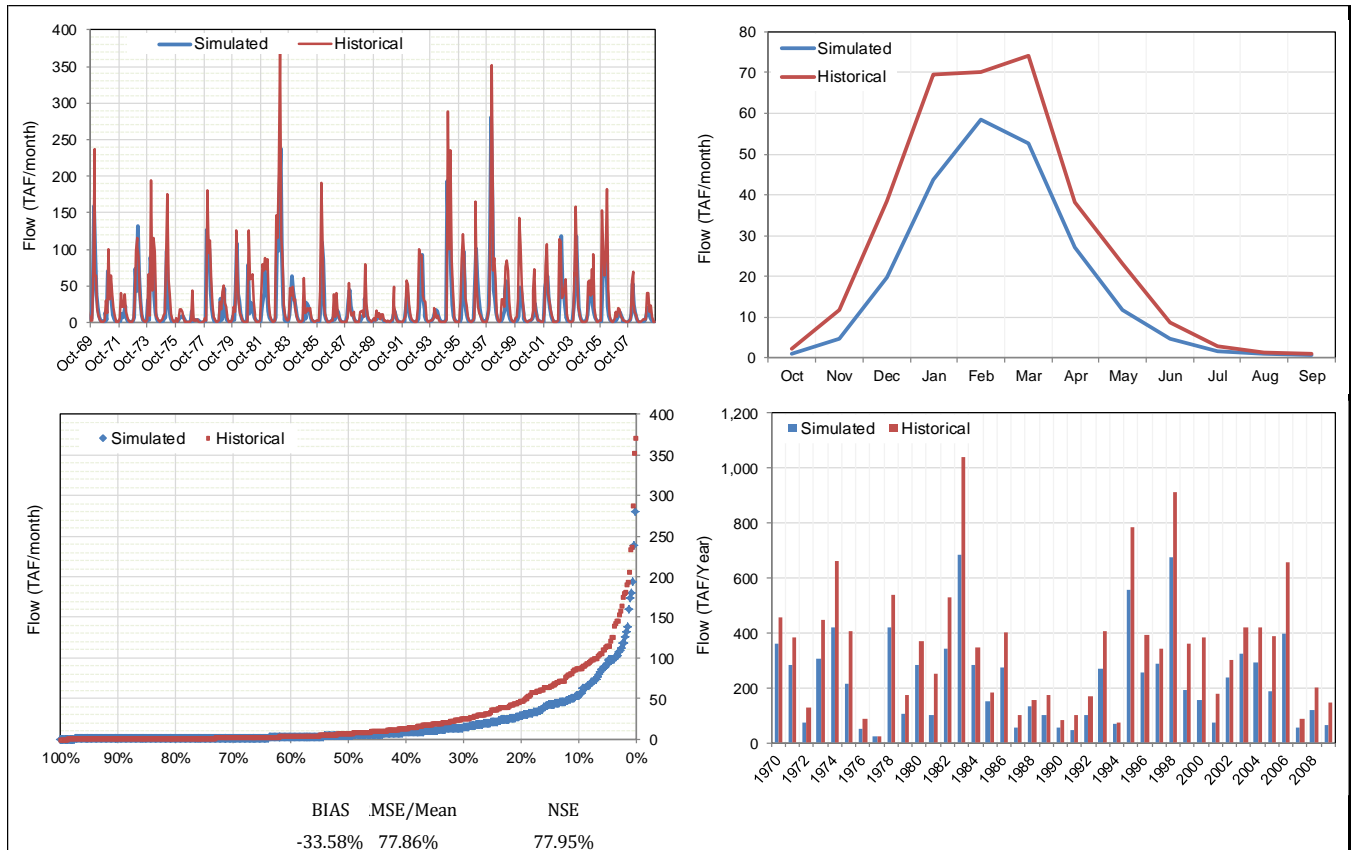 Flow (TAF/month)
400
350
300
250
200
150
100
50
0
Simulated
Historical
Oct-69
Oct-71
Oct-73
Oct-75
Oct-77
Oct-79
Oct-81
Oct-82
Oct-84
Oct-86
Oct-87
Oct-89
Oct-91
Oct-93
Oct-95
Oct-97
Oct-99
Oct-01
Oct-03
Oct-05
Oct-07
Flow (TAF/month)
80
70
60
50
40
30
20
10
0
Simulated
Historical
Oct Nov Dec Jan Feb Mar Apr May Jun Jul Aug Sep
Flow (TAF/month)
Simulated
Historical
400
350
300
250
200
150
100
50
0
100% 90% 80% 70% 60% 50% 40% 30% 20% 10% 0%
Flow (TAF/Year)
1,200
1,000
800
600
400
200
0
Simulated
Historical
1970
1972
1974
1976
1978
1980
1982
1984
1986
1988
1990
1992
1994
1996
1998
2000
2002
2004
2006
2008
BIAS .MSE/Mean NSE
-33.58% 77.86% 77.95%